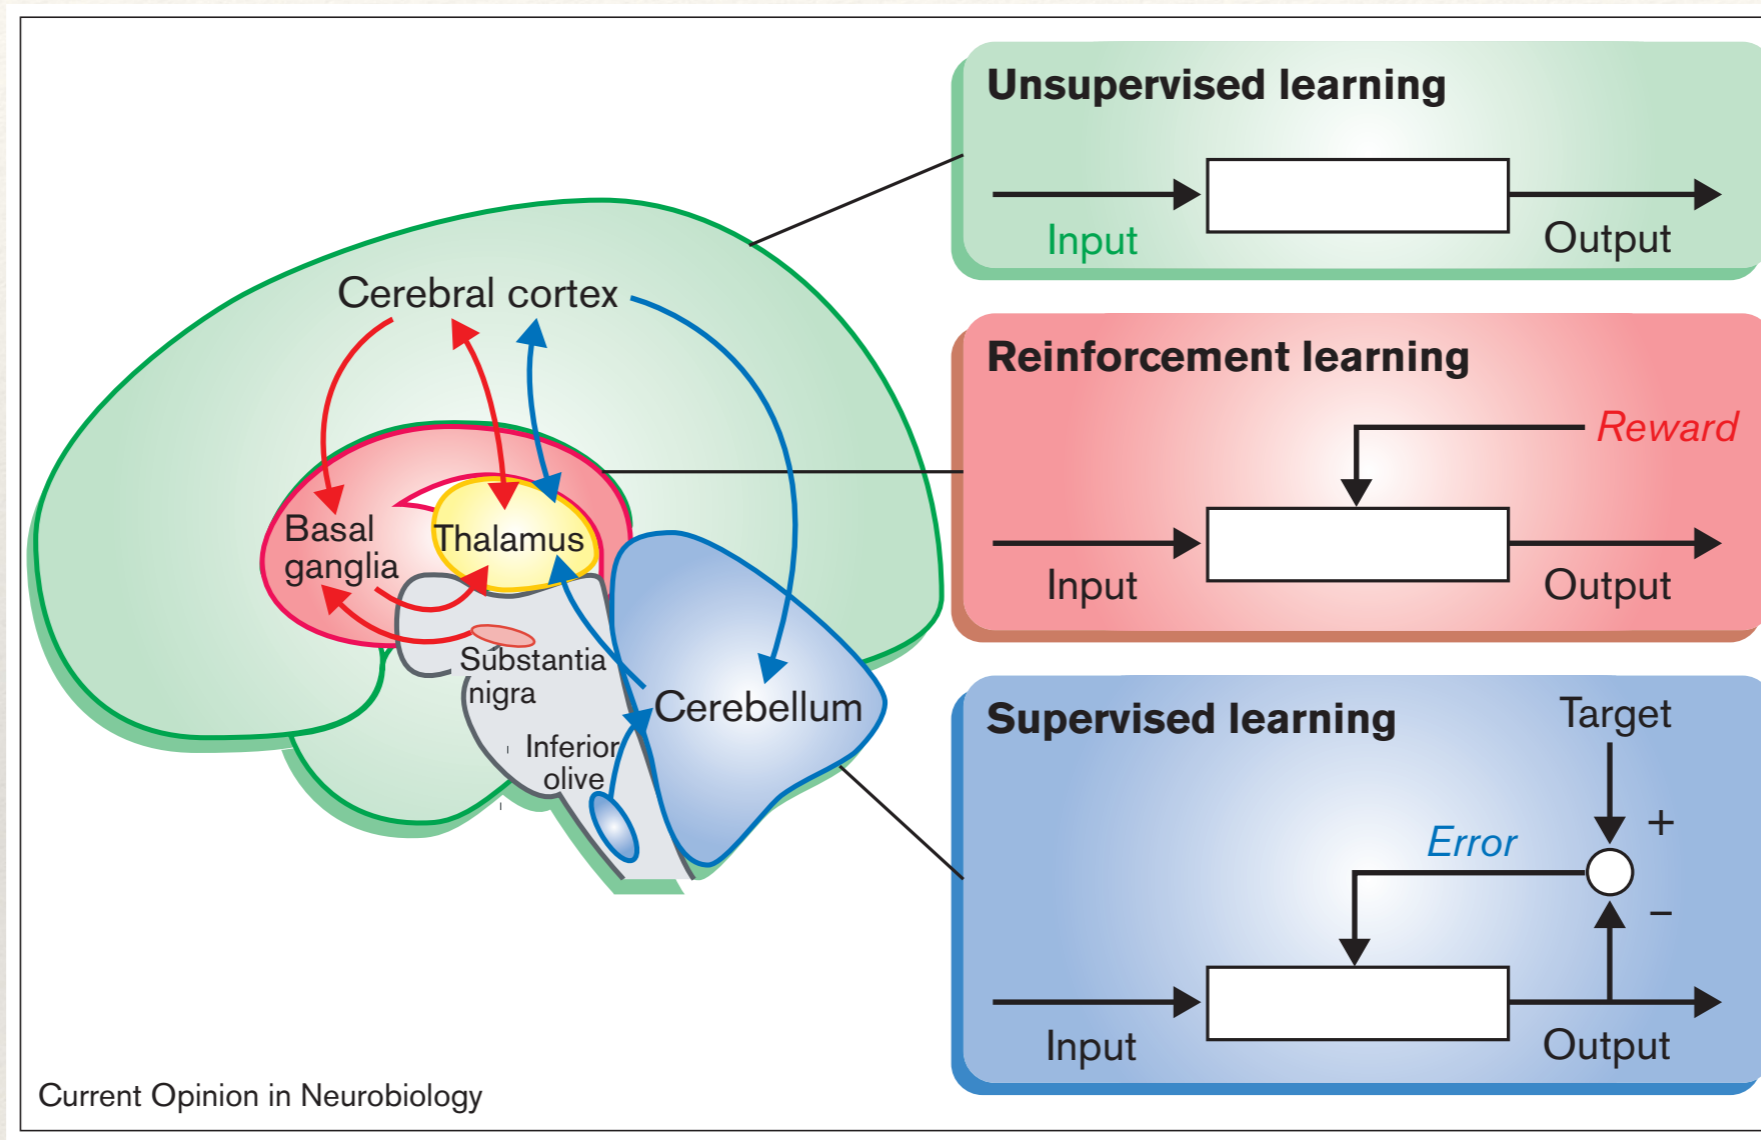 Unsupervised learning
Input
Output
Cerebral cortex
Reinforcement learning
Reward
Input
Output
Basal
ganglia
Thalamus
Substantia
nigra
Cerebellum
Inferior
olive
Supervised learning
Target
+
Error
−
Input
Output
Current Opinion in Neurobiology